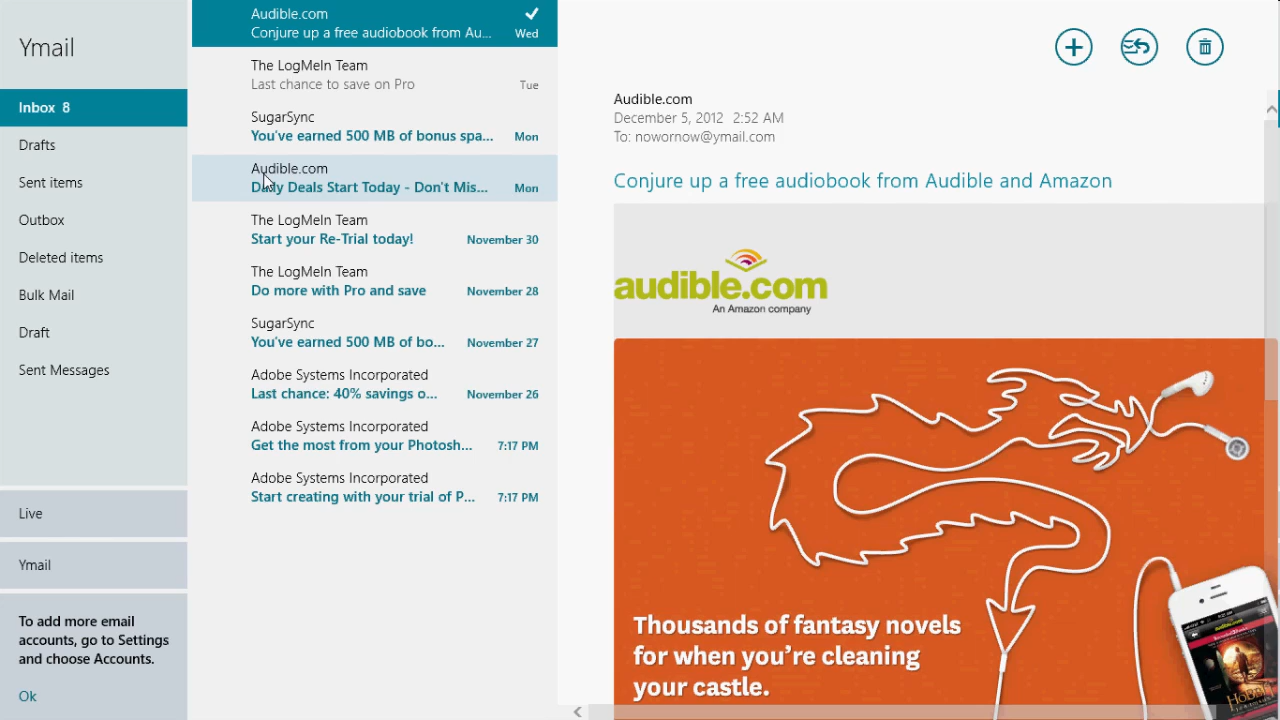 Ymail
Inbox 8
Drafts
Sent items
Outbox
Deleted items
Bulk Mail
Draft
Sent Messages
Live
Ymail
To add more email
accounts, go to Settings
and choose Accounts.
Ok
Audible.com
Conjure up a free audiobook from Au... Wed
The LogMeIn Team
Last chance to save on Pro Tue
SugarSync
You've earned 500 MB of bonus spa... Mon
Audible.com
Daily Deals Start Today - Don't Mis... Mon
The LogMeIn Team
Start your Re-Trial today! November 30
The LogMeIn Team
Do more with Pro and save November 28
SugarSync
You've earned 500 MB of bo... November 27
Adobe Systems Incorporated
Last chance: 40% savings o... November 26
Adobe Systems Incorporated
Get the most from your Photosh... 7:17 PM
Adobe Systems Incorporated
Start creating with your trial of P... 7:17 PM
Audible.com
December 5, 2012 2:52 AM
To: nowornow@ymail.com
Conjure up a free audiobook from Audible and Amazon
audible.com
An Amazon company
Thousands of fantasy novels
for when you're cleaning
your castle.
audible.com
HOBBIT